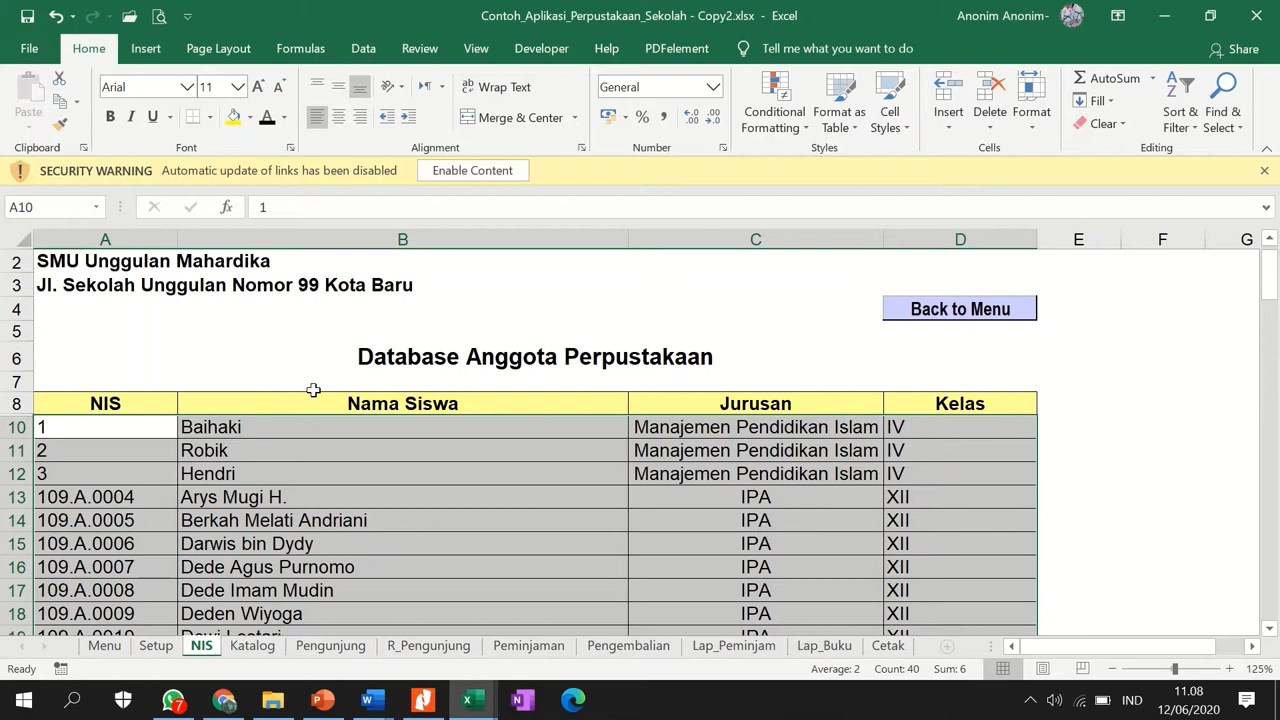 Contoh_Aplikasi_Perpustakaan_Sekolah - Copy2.xlsx - Excel
Anonim Anonim-
File Home Insert Page Layout Formulas Data Review View Developer Help PDFelement Tell me what you want to do Share
Paste
Arial 11
B I U A
ab Wrap Text
Merge & Center
General
% ,
Conditional Formatting
Format as Table
Cell Styles
Insert Delete Format
AutoSum
Fill
Clear
Sort & Filter
Find & Select
Clipboard Font Alignment Number Styles Cells Editing
SECURITY WARNING Automatic update of links has been disabled Enable Content
A10 fx 1
A B C D E F G
2 SMU Unggulan Mahardika
3 Jl. Sekolah Unggulan Nomor 99 Kota Baru
4 Back to Menu
5
6 Database Anggota Perpustakaan
7
8 NIS Nama Siswa Jurusan Kelas
10 1 Baihaki Manajemen Pendidikan Islam IV
11 2 Robik Manajemen Pendidikan Islam IV
12 3 Hendri Manajemen Pendidikan Islam IV
13 109.A.0004 Arys Mugi H. IPA XII
14 109.A.0005 Berkah Melati Andriani IPA XII
15 109.A.0006 Darwis bin Dydy IPA XII
16 109.A.0007 Dede Agus Purnomo IPA XII
17 109.A.0008 Dede Imam Mudin IPA XII
18 109.A.0009 Deden Wiyoga IPA XII
Menu Setup NIS Katalog Pengunjung R_Pengunjung Peminjaman Pengembalian Lap_Peminjam Lap_Buku Cetak
Ready Average: 2 Count: 40 Sum: 6 125%
7 IND 11.08
12/06/2020